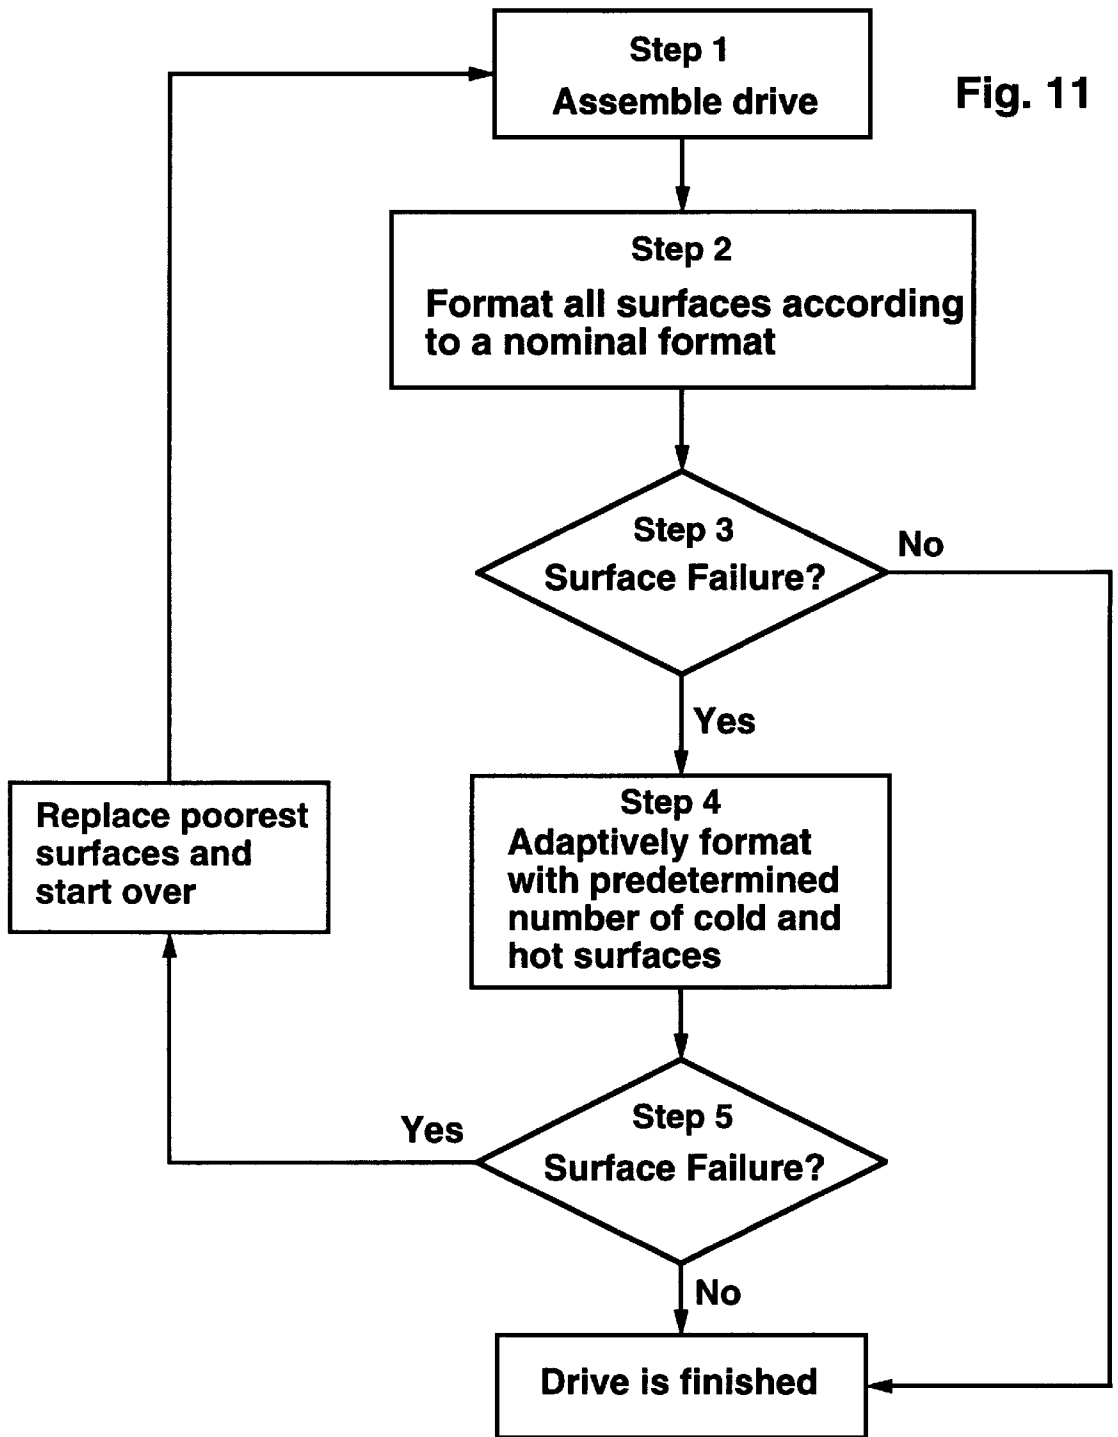 Step 1
Assemble drive
Fig. 11
Step 2
Format all surfaces according
to a nominal format
Step 3
Surface Failure?
No
Yes
Replace poorest
surfaces and
start over
Step 4
Adaptively format
with predetermined
number of cold and
hot surfaces
Step 5
Surface Failure?
Yes
No
Drive is finished